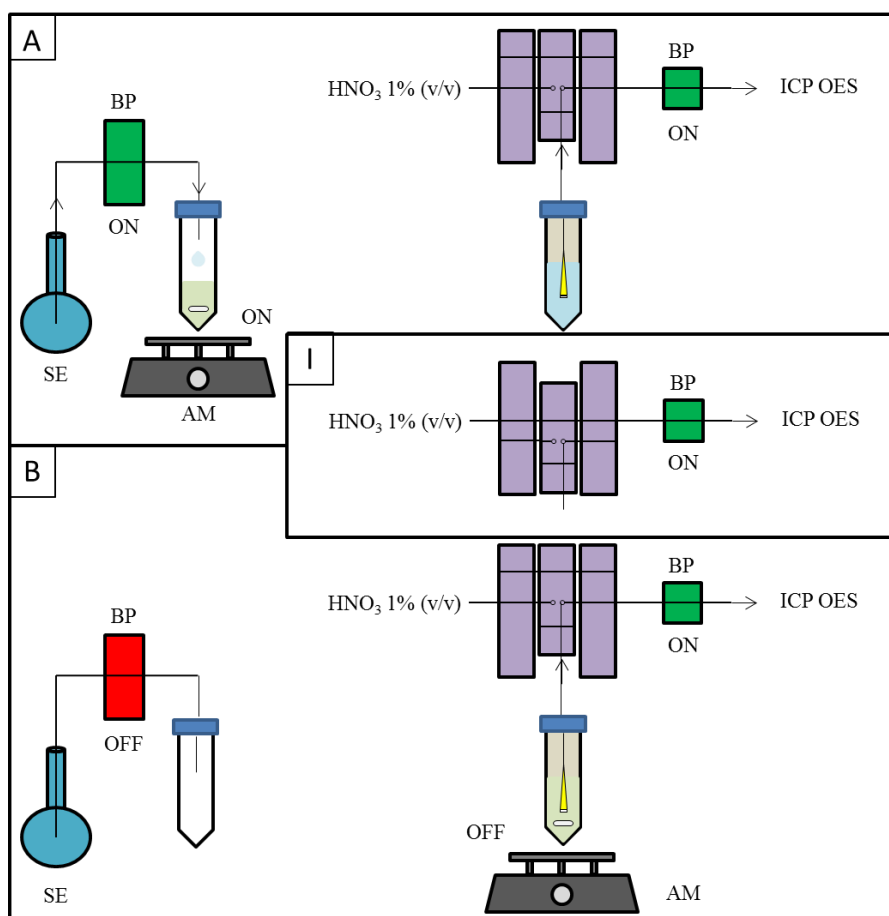 A
BP
ON
SE
ON
AM
HNO₃ 1% (v/v)
BP
ON
ICP OES
I
HNO₃ 1% (v/v)
BP
ON
ICP OES
B
BP
OFF
SE
HNO₃ 1% (v/v)
BP
ON
ICP OES
OFF
AM